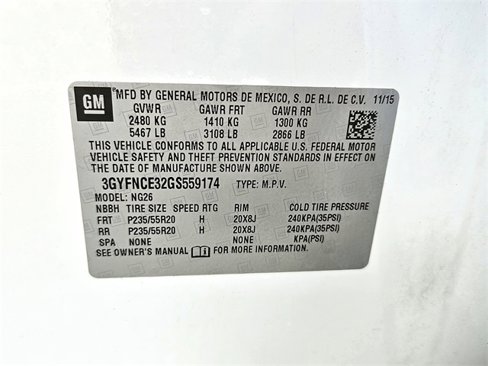 GM ®MFD BY GENERAL MOTORS DE MEXICO, S. DE R.L. DE C.V. 11/15
GVWR GAWR FRT GAWR RR
2480 KG 1410 KG 1300 KG
5467 LB 3108 LB 2866 LB
THIS VEHICLE CONFORMS TO ALL APPLICABLE U.S. FEDERAL MOTOR
VEHICLE SAFETY AND THEFT PREVENTION STANDARDS IN EFFECT ON
THE DATE OF MANUFACTURE SHOWN ABOVE.
3GYFNCE32GS559174 TYPE: M.P.V.
MODEL: NG26
NBBH TIRE SIZE SPEED RTG RIM COLD TIRE PRESSURE
FRT P235/55R20 H 20X8J 240KPA(35PSI)
RR P235/55R20 H 20X8J 240KPA(35PSI)
SPA NONE NONE KPA(PSI)
SEE OWNER'S MANUAL FOR MORE INFORMATION.